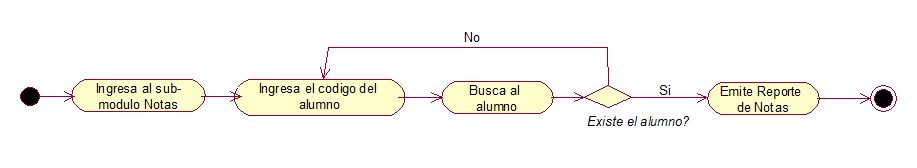 No
Ingresa al sub-
modulo Notas
Ingresa el codigo del
alumno
Busca al
alumno
Si
Existe el alumno?
Emite Reporte
de Notas